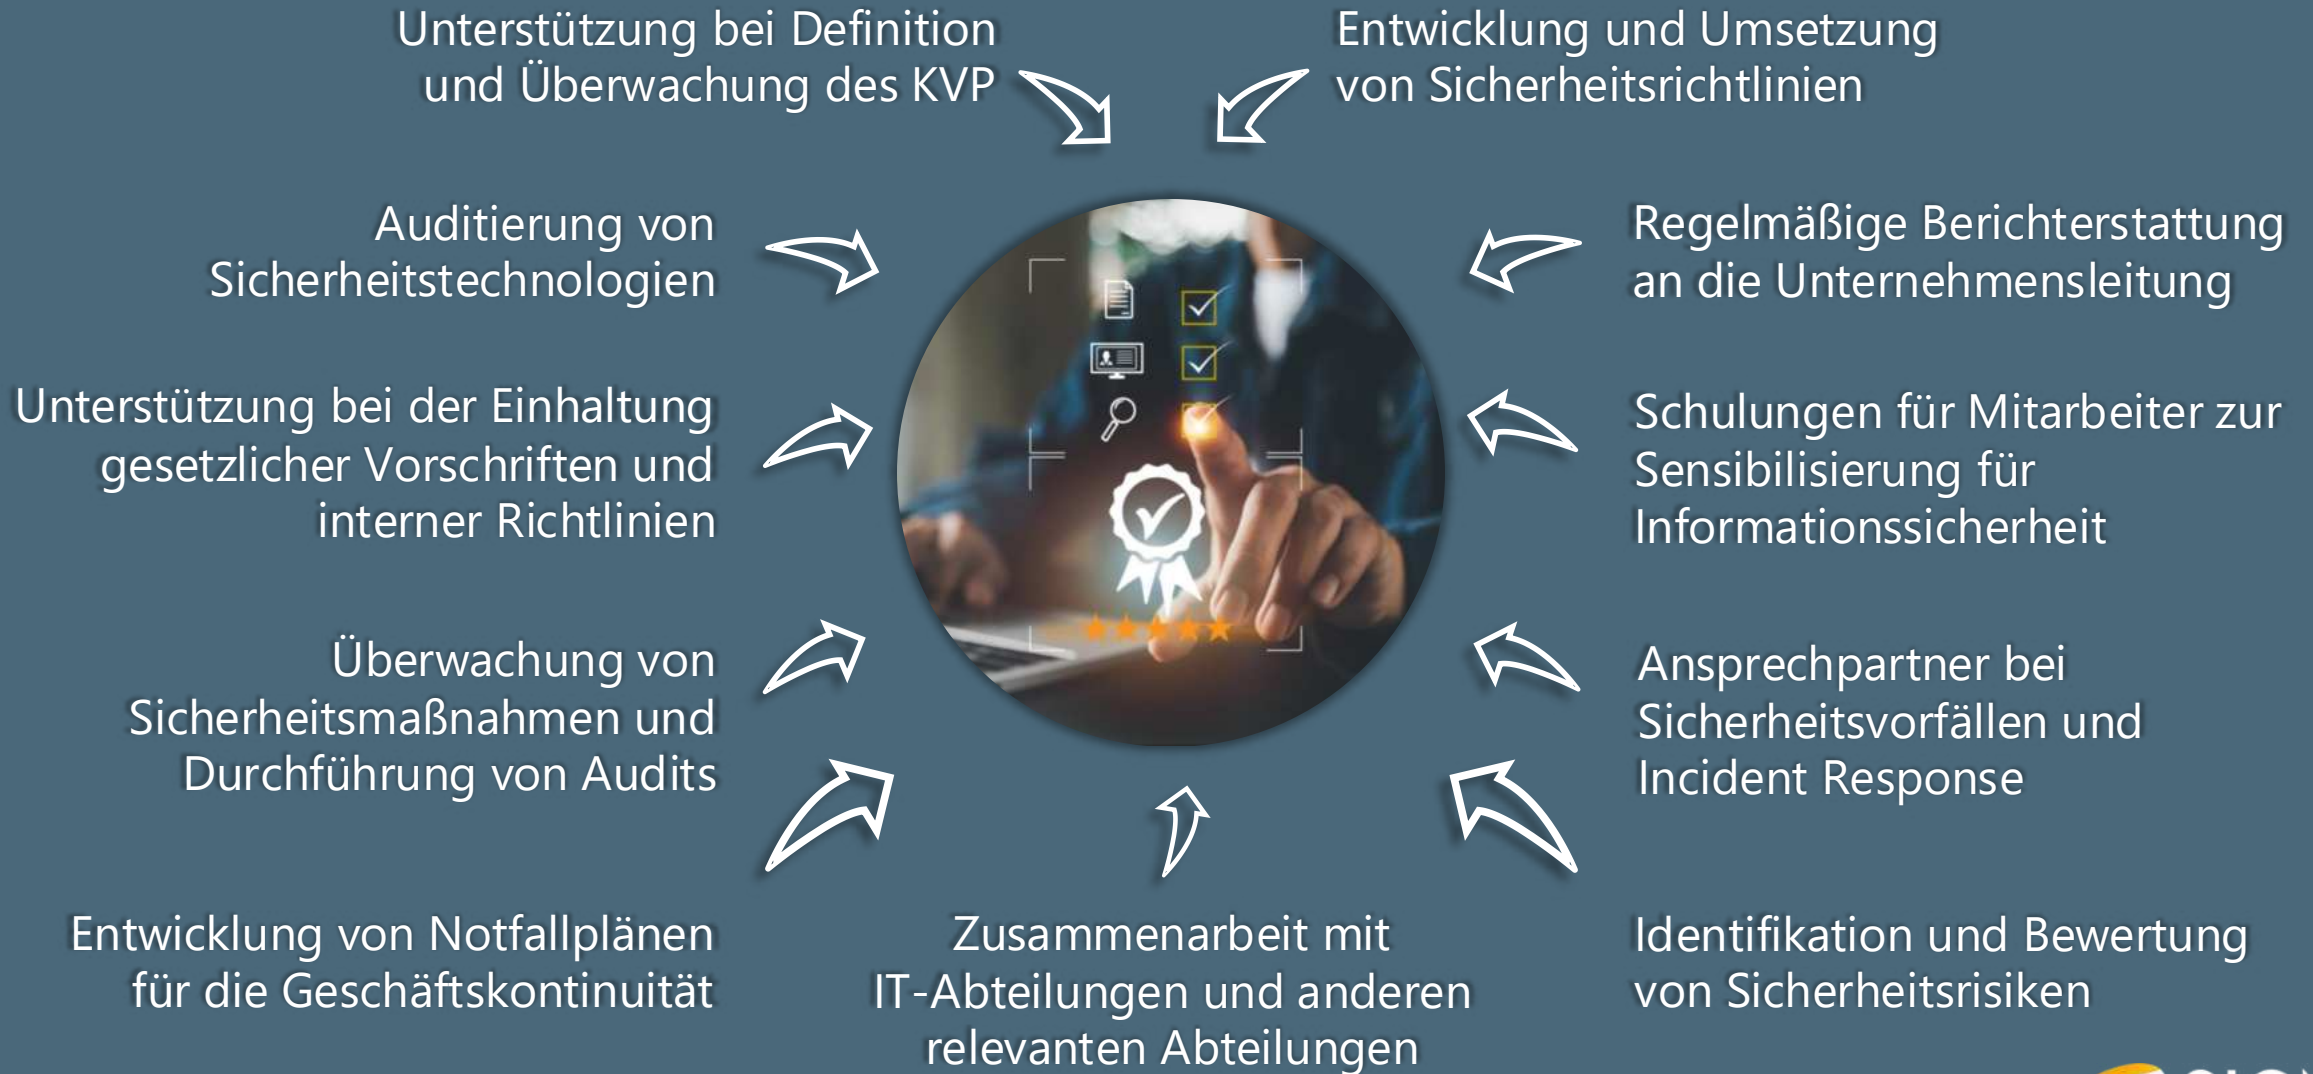 Unterstützung bei Definition
und Überwachung des KVP
Entwicklung und Umsetzung
von Sicherheitsrichtlinien
Auditierung von
Sicherheitstechnologien
Regelmäßige Berichterstattung
an die Unternehmensleitung
Unterstützung bei der Einhaltung
gesetzlicher Vorschriften und
interner Richtlinien
Schulungen für Mitarbeiter zur
Sensibilisierung für
Informationssicherheit
Überwachung von
Sicherheitsmaßnahmen und
Durchführung von Audits
Ansprechpartner bei
Sicherheitsvorfällen und
Incident Response
Entwicklung von Notfallplänen
für die Geschäftskontinuität
Zusammenarbeit mit
IT-Abteilungen und anderen
relevanten Abteilungen
Identifikation und Bewertung
von Sicherheitsrisiken